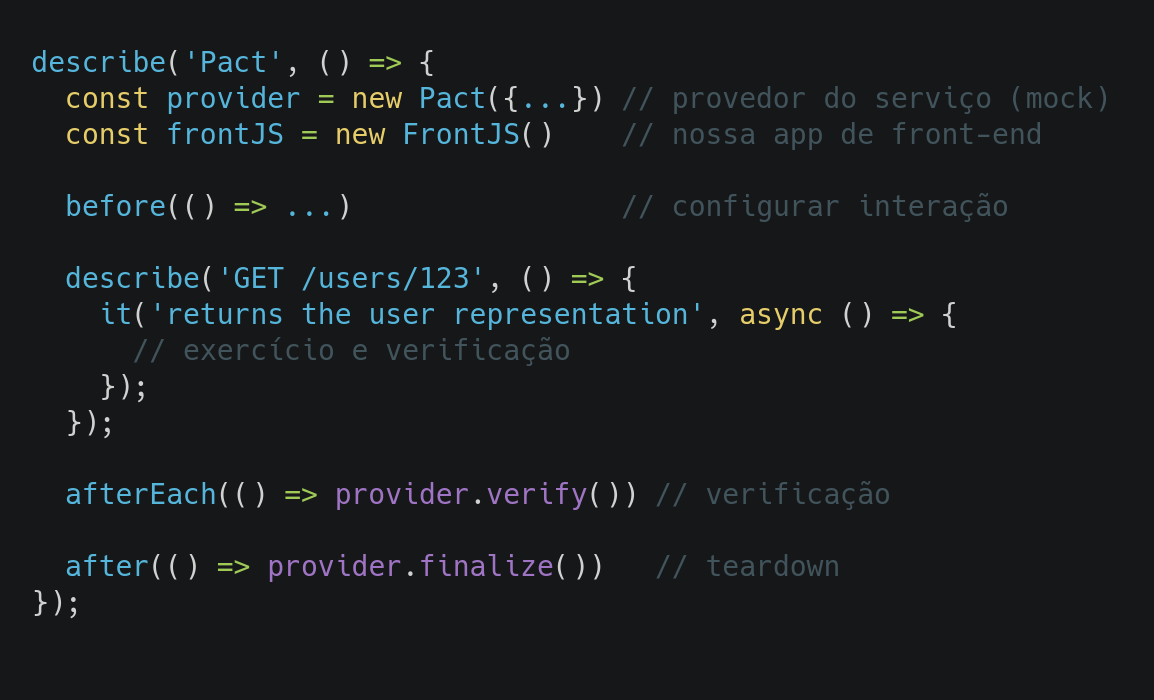 describe('Pact', () => {
  const provider = new Pact({...}) // provedor do serviço (mock)
  const frontJS = new FrontJS()    // nossa app de front-end

  before(() => ...)                // configurar interação

  describe('GET /users/123', () => {
    it('returns the user representation', async () => {
      // exercício e verificação
    });
  });

  afterEach(() => provider.verify()) // verificação

  after(() => provider.finalize())   // teardown
});